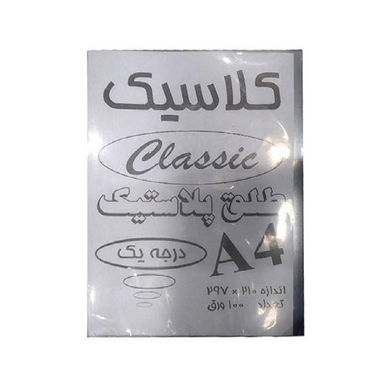 کلاسیک
Classic
طلق پلاستیک
درجه یک A4
اندازه ۲۱۰ × ۲۹۷
تعداد ۱۰۰ ورق